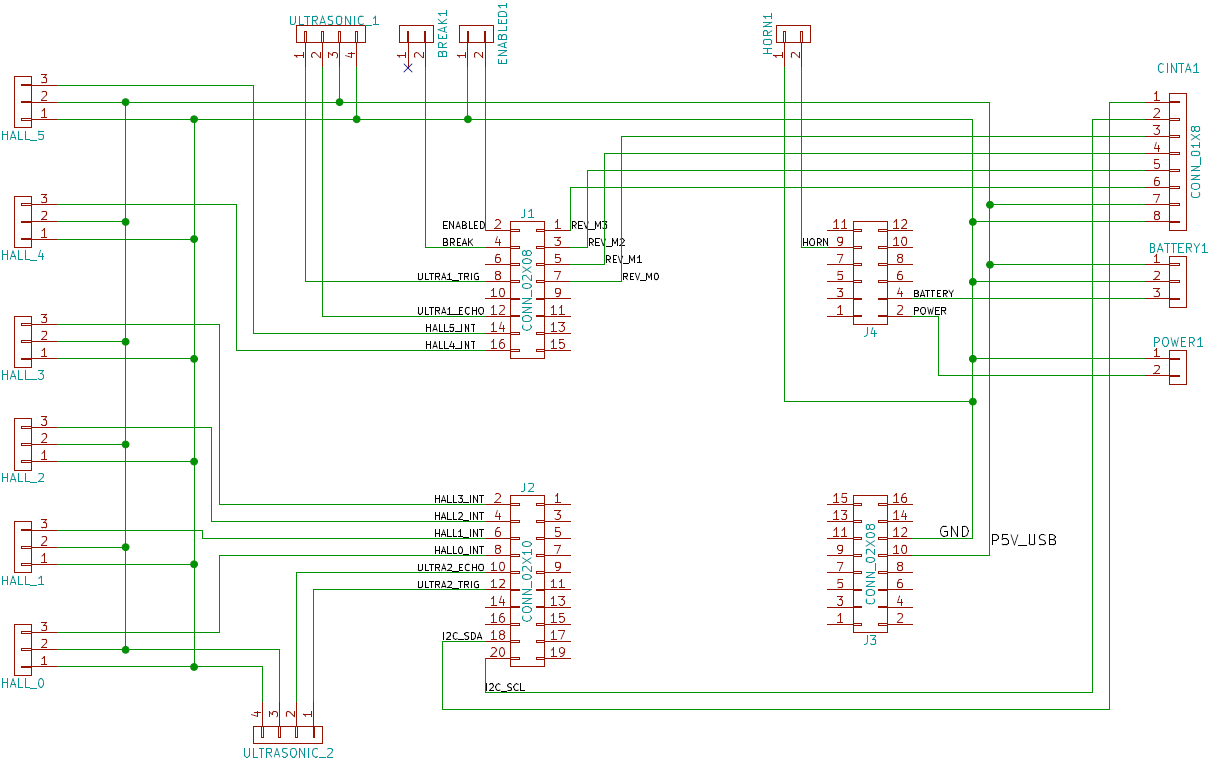 ULTRASONIC_1
1 2 3 4
BREAK1
1 2
ENABLED1
1 2
HORN1
1 2
CINTA1
1
2
3
4
5
6
7
8
CONN_01X8
3
2
1
HALL_5
3
2
1
HALL_4
3
2
1
HALL_3
3
2
1
HALL_2
3
2
1
HALL_1
3
2
1
HALL_0
J1
CONN_02X08
ENABLED 2 1 REV_M3
BREAK 4 3 REV_M2
6 5 REV_M1
ULTRA1_TRIG 8 7 REV_M0
10 9
ULTRA1_ECHO 12 11
HALL5_INT 14 13
HALL4_INT 16 15
11 12
HORN 9 10
7 8
5 6
3 4 BATTERY
1 2 POWER
J4
BATTERY1
1
2
3
POWER1
1
2
J2
CONN_02X10
HALL3_INT 2 1
HALL2_INT 4 3
HALL1_INT 6 5
HALL0_INT 8 7
ULTRA2_ECHO 10 9
ULTRA2_TRIG 12 11
14 13
16 15
I2C_SDA 18 17
20 19
I2C_SCL
15 16
13 14
11 12 GND
9 10 P5V_USB
7 8
5 6
3 4
1 2
CONN_02X08
J3
4 3 2 1
ULTRASONIC_2